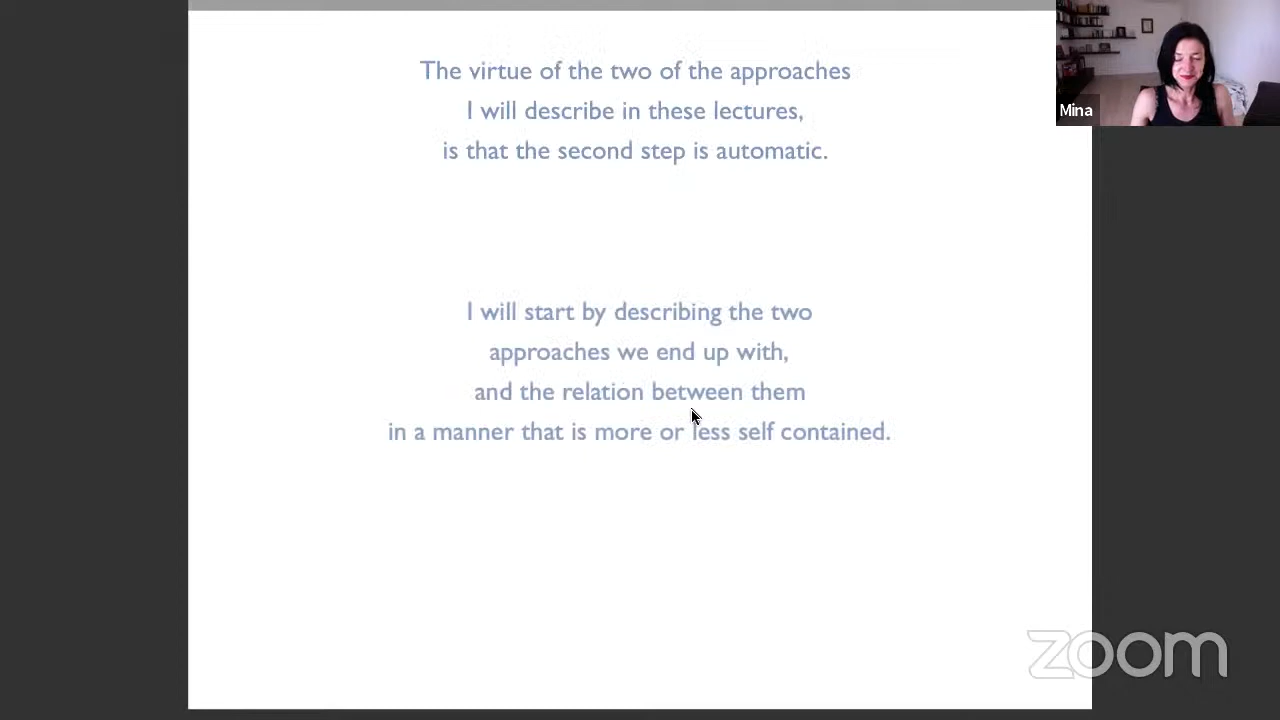 The virtue of the two of the approaches
I will describe in these lectures,
is that the second step is automatic.
I will start by describing the two
approaches we end up with,
and the relation between them
in a manner that is more or less self contained.
Mina
zoom